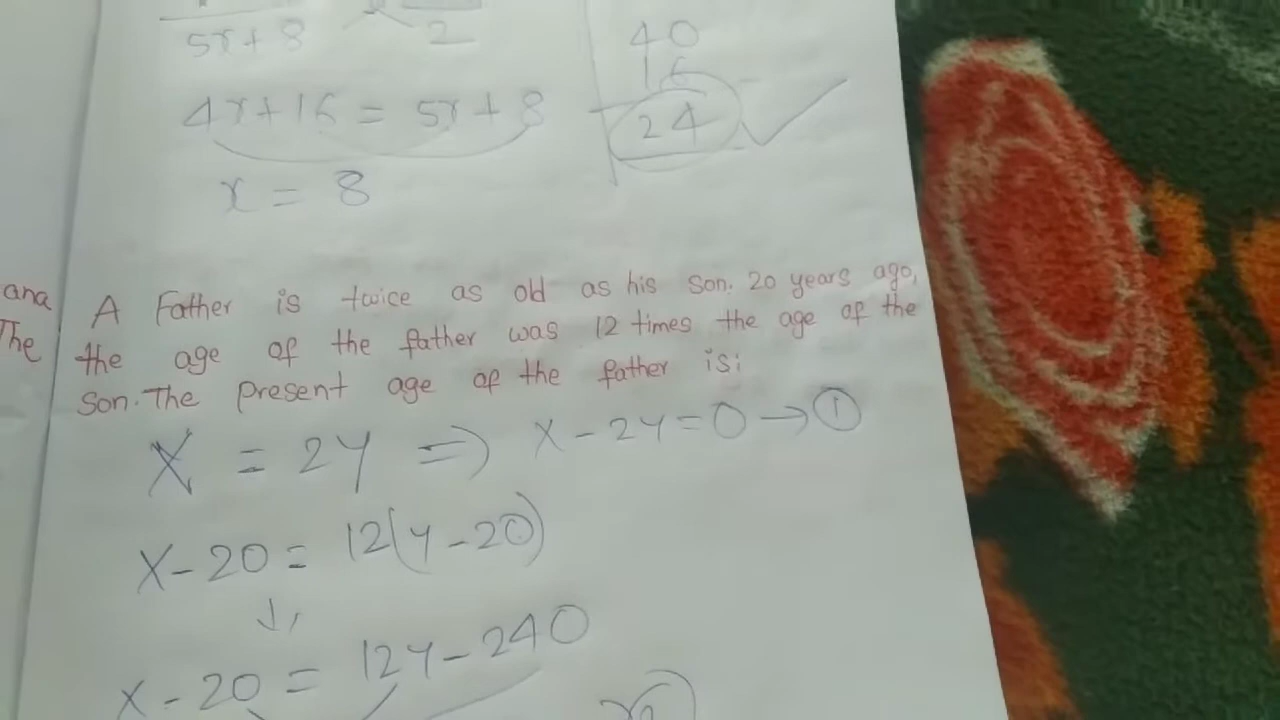 5x + 8 2
40
16
4x + 16 = 5x + 8
24
x = 8
ana
The
A Father is twice as old as his son. 20 years ago,
the age of the father was 12 times the age of the
Son. The present age of the father is:
X = 2Y => X - 2Y = 0 → ①
X - 20 = 12(Y - 20)
↓,
X - 20 = 12Y - 240